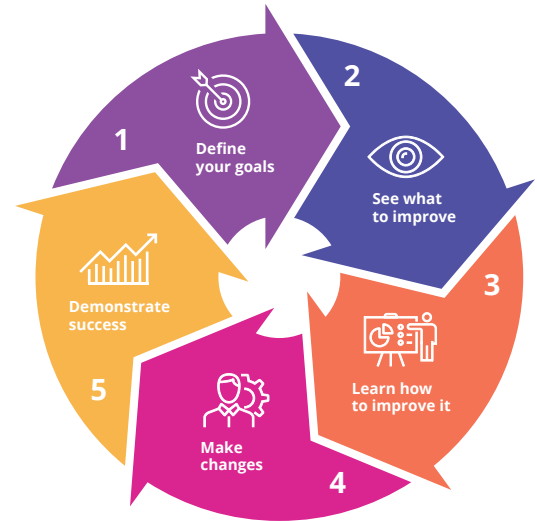 1
Define
your goals
2
See what
to improve
3
Learn how
to improve it
4
Make
changes
5
Demonstrate
success